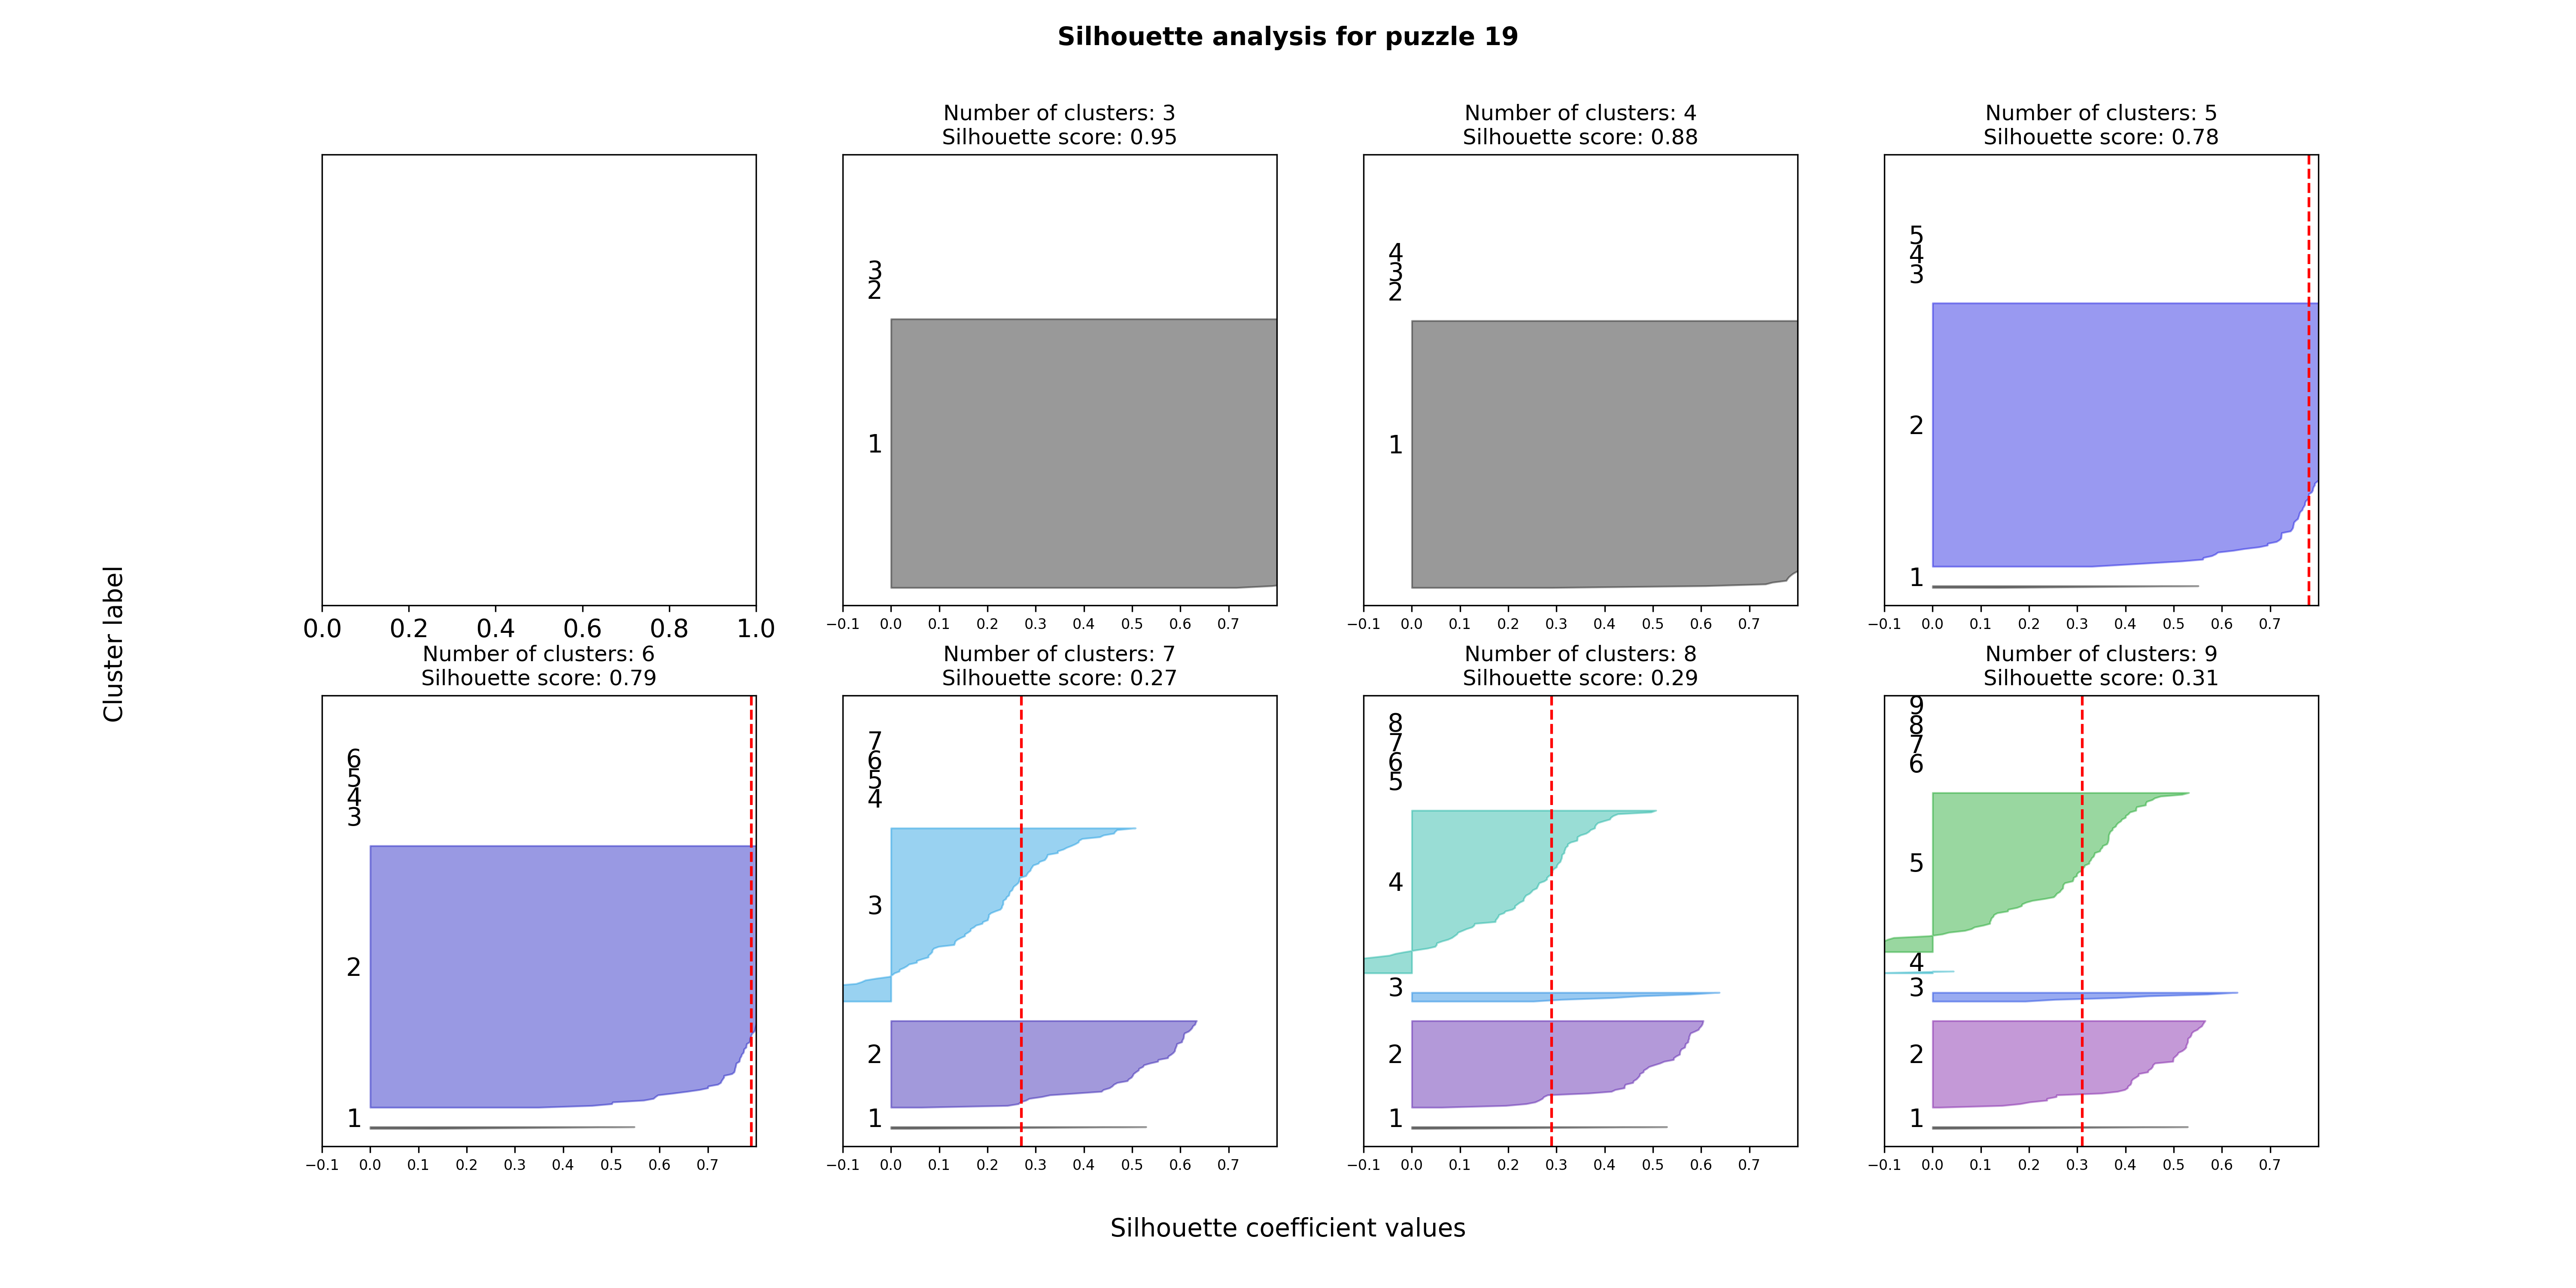 Silhouette analysis for puzzle 19
Number of clusters: 3
Silhouette score: 0.95
Number of clusters: 4
Silhouette score: 0.88
Number of clusters: 5
Silhouette score: 0.78
0.0 0.2 0.4 0.6 0.8 1.0
3
2
1
−0.1 0.0 0.1 0.2 0.3 0.4 0.5 0.6 0.7
4
3
2
1
−0.1 0.0 0.1 0.2 0.3 0.4 0.5 0.6 0.7
5
4
3
2
1
−0.1 0.0 0.1 0.2 0.3 0.4 0.5 0.6 0.7
Cluster label
Number of clusters: 6
Silhouette score: 0.79
Number of clusters: 7
Silhouette score: 0.27
Number of clusters: 8
Silhouette score: 0.29
Number of clusters: 9
Silhouette score: 0.31
6
5
4
3
2
1
−0.1 0.0 0.1 0.2 0.3 0.4 0.5 0.6 0.7
7
6
5
4
3
2
1
−0.1 0.0 0.1 0.2 0.3 0.4 0.5 0.6 0.7
8
7
6
5
4
3
2
1
−0.1 0.0 0.1 0.2 0.3 0.4 0.5 0.6 0.7
9
8
7
6
5
4
3
2
1
−0.1 0.0 0.1 0.2 0.3 0.4 0.5 0.6 0.7
Silhouette coefficient values